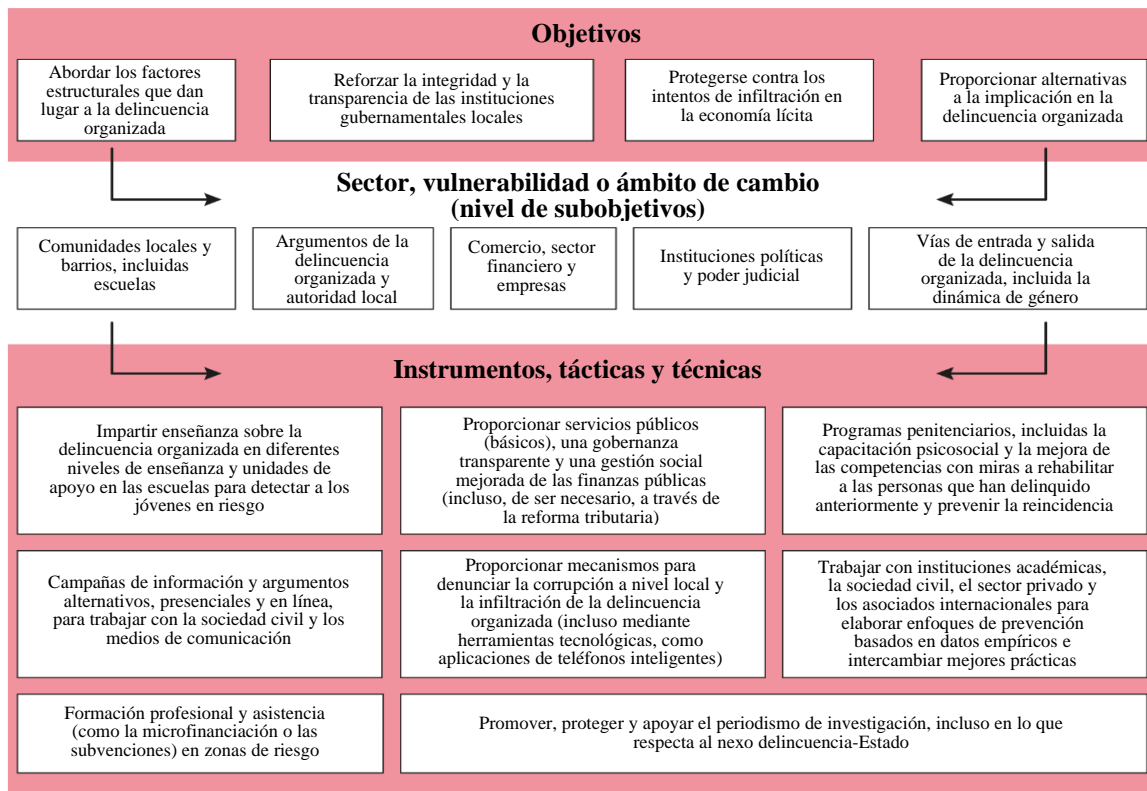 Objetivos
Abordar los factores
estructurales que dan
lugar a la delincuencia
organizada
Reforzar la integridad y la
transparencia de las instituciones
gubernamentales locales
Protegerse contra los
intentos de infiltración en
la economía lícita
Proporcionar alternativas
a la implicación en la
delincuencia organizada
Sector, vulnerabilidad o ámbito de cambio
(nivel de subobjetivos)
Comunidades locales y
barrios, incluidas
escuelas
Argumentos de la
delincuencia
organizada y
autoridad local
Comercio, sector
financiero y
empresas
Instituciones políticas
y poder judicial
Vías de entrada y salida
de la delincuencia
organizada, incluida la
dinámica de género
Instrumentos, tácticas y técnicas
Impartir enseñanza sobre la
delincuencia organizada en diferentes
niveles de enseñanza y unidades de
apoyo en las escuelas para detectar a los
jóvenes en riesgo
Proporcionar servicios públicos
(básicos), una gobernanza
transparente y una gestión social
mejorada de las finanzas públicas
(incluso, de ser necesario, a través de
la reforma tributaria)
Programas penitenciarios, incluidas la
capacitación psicosocial y la mejora de
las competencias con miras a rehabilitar
a las personas que han delinquido
anteriormente y prevenir la reincidencia
Campañas de información y argumentos
alternativos, presenciales y en línea,
para trabajar con la sociedad civil y los
medios de comunicación
Proporcionar mecanismos para
denunciar la corrupción a nivel local y
la infiltración de la delincuencia
organizada (incluso mediante
herramientas tecnológicas, como
aplicaciones de teléfonos inteligentes)
Trabajar con instituciones académicas,
la sociedad civil, el sector privado y
los asociados internacionales para
elaborar enfoques de prevención
basados en datos empíricos e
intercambiar mejores prácticas
Formación profesional y asistencia
(como la microfinanciación o las
subvenciones) en zonas de riesgo
Promover, proteger y apoyar el periodismo de investigación, incluso en lo que
respecta al nexo delincuencia-Estado